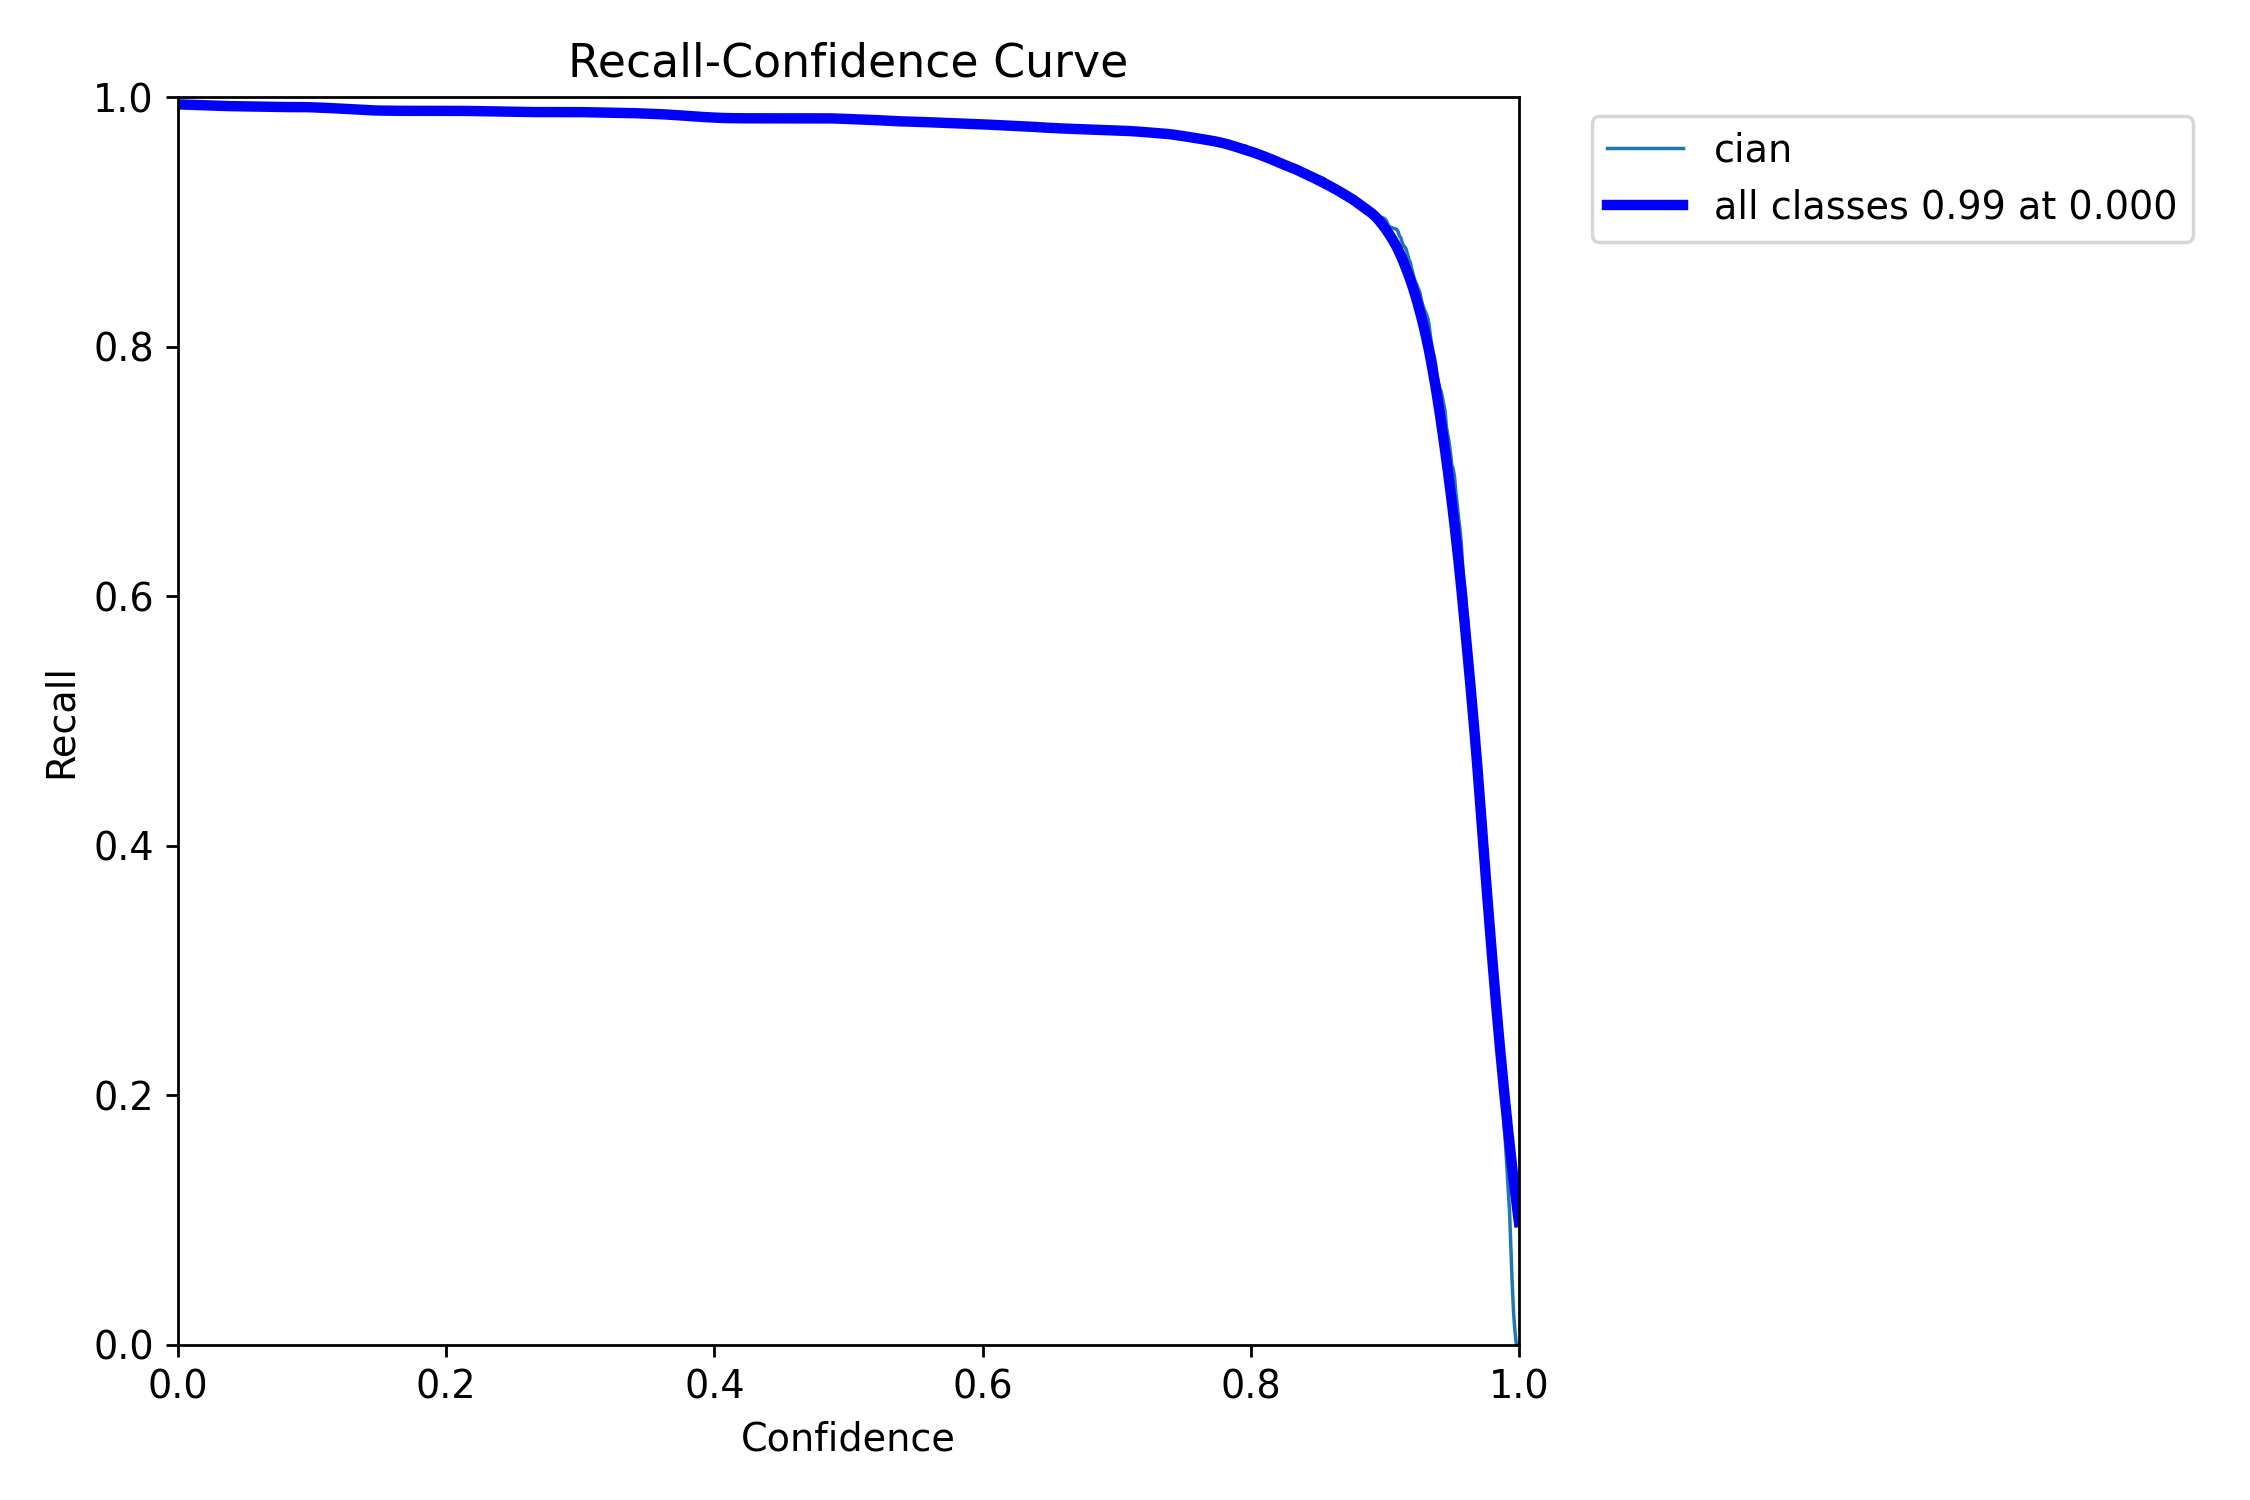 Recall-Confidence Curve
1.0
0.8
0.6
0.4
0.2
0.0
Recall
0.0 0.2 0.4 0.6 0.8 1.0
Confidence
cian
all classes 0.99 at 0.000